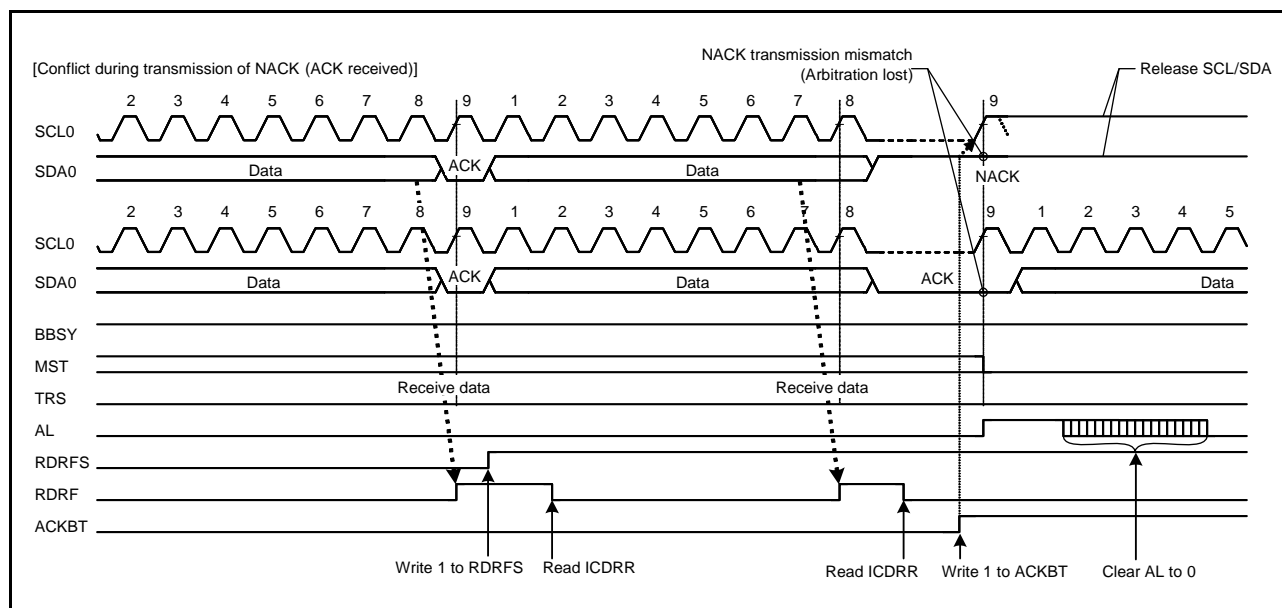 [Conflict during transmission of NACK (ACK received)]
NACK transmission mismatch
(Arbitration lost)
Release SCL/SDA
2 3 4 5 6 7 8 9 1 2 3 4 5 6 7 8 9
SCL0
SDA0
Data
ACK
Data
NACK
2 3 4 5 6 7 8 9 1 2 3 4 5 6 7 8 9 1 2 3 4 5
SCL0
SDA0
Data
ACK
Data
ACK
Data
BBSY
MST
Receive data
Receive data
TRS
AL
RDRFS
RDRF
ACKBT
Write 1 to RDRFS
Read ICDRR
Read ICDRR
Write 1 to ACKBT
Clear AL to 0